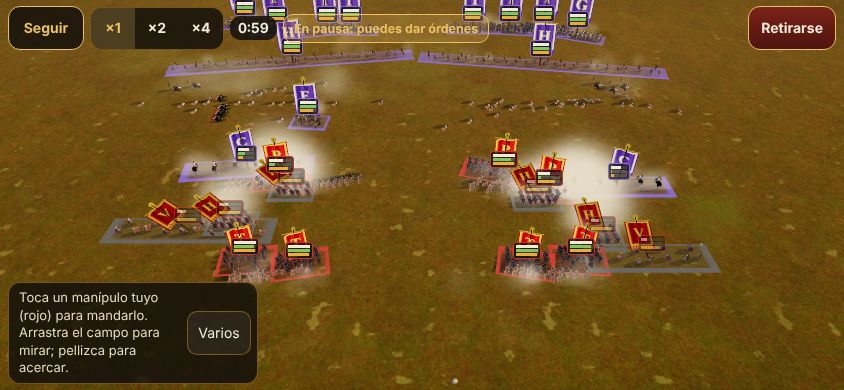 Seguir
×1
×2
×4
0:59
En pausa: puedes dar órdenes
Retirarse
G
H
H
E
C
P
P
P
C
V
H
H
H
V
T
T
T
T
Toca un manípulo tuyo
(rojo) para mandarlo.
Arrastra el campo para
mirar; pellizca para
acercar.
Varios